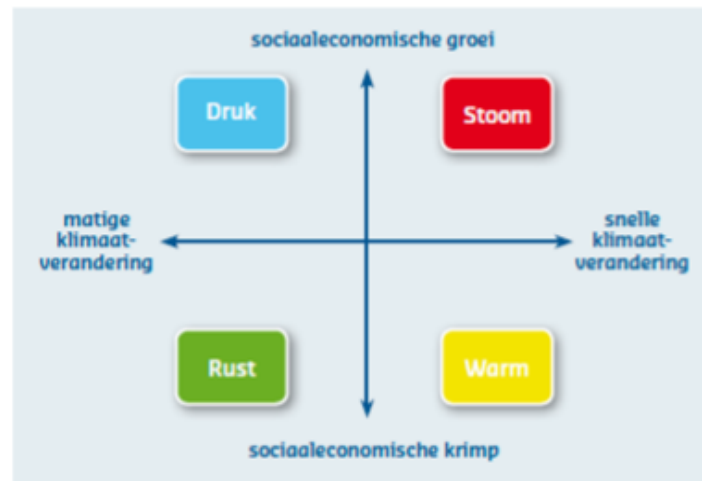 sociaaleconomische groei
Druk
Stoom
matige
klimaat-
verandering
snelle
klimaat-
verandering
Rust
Warm
sociaaleconomische krimp